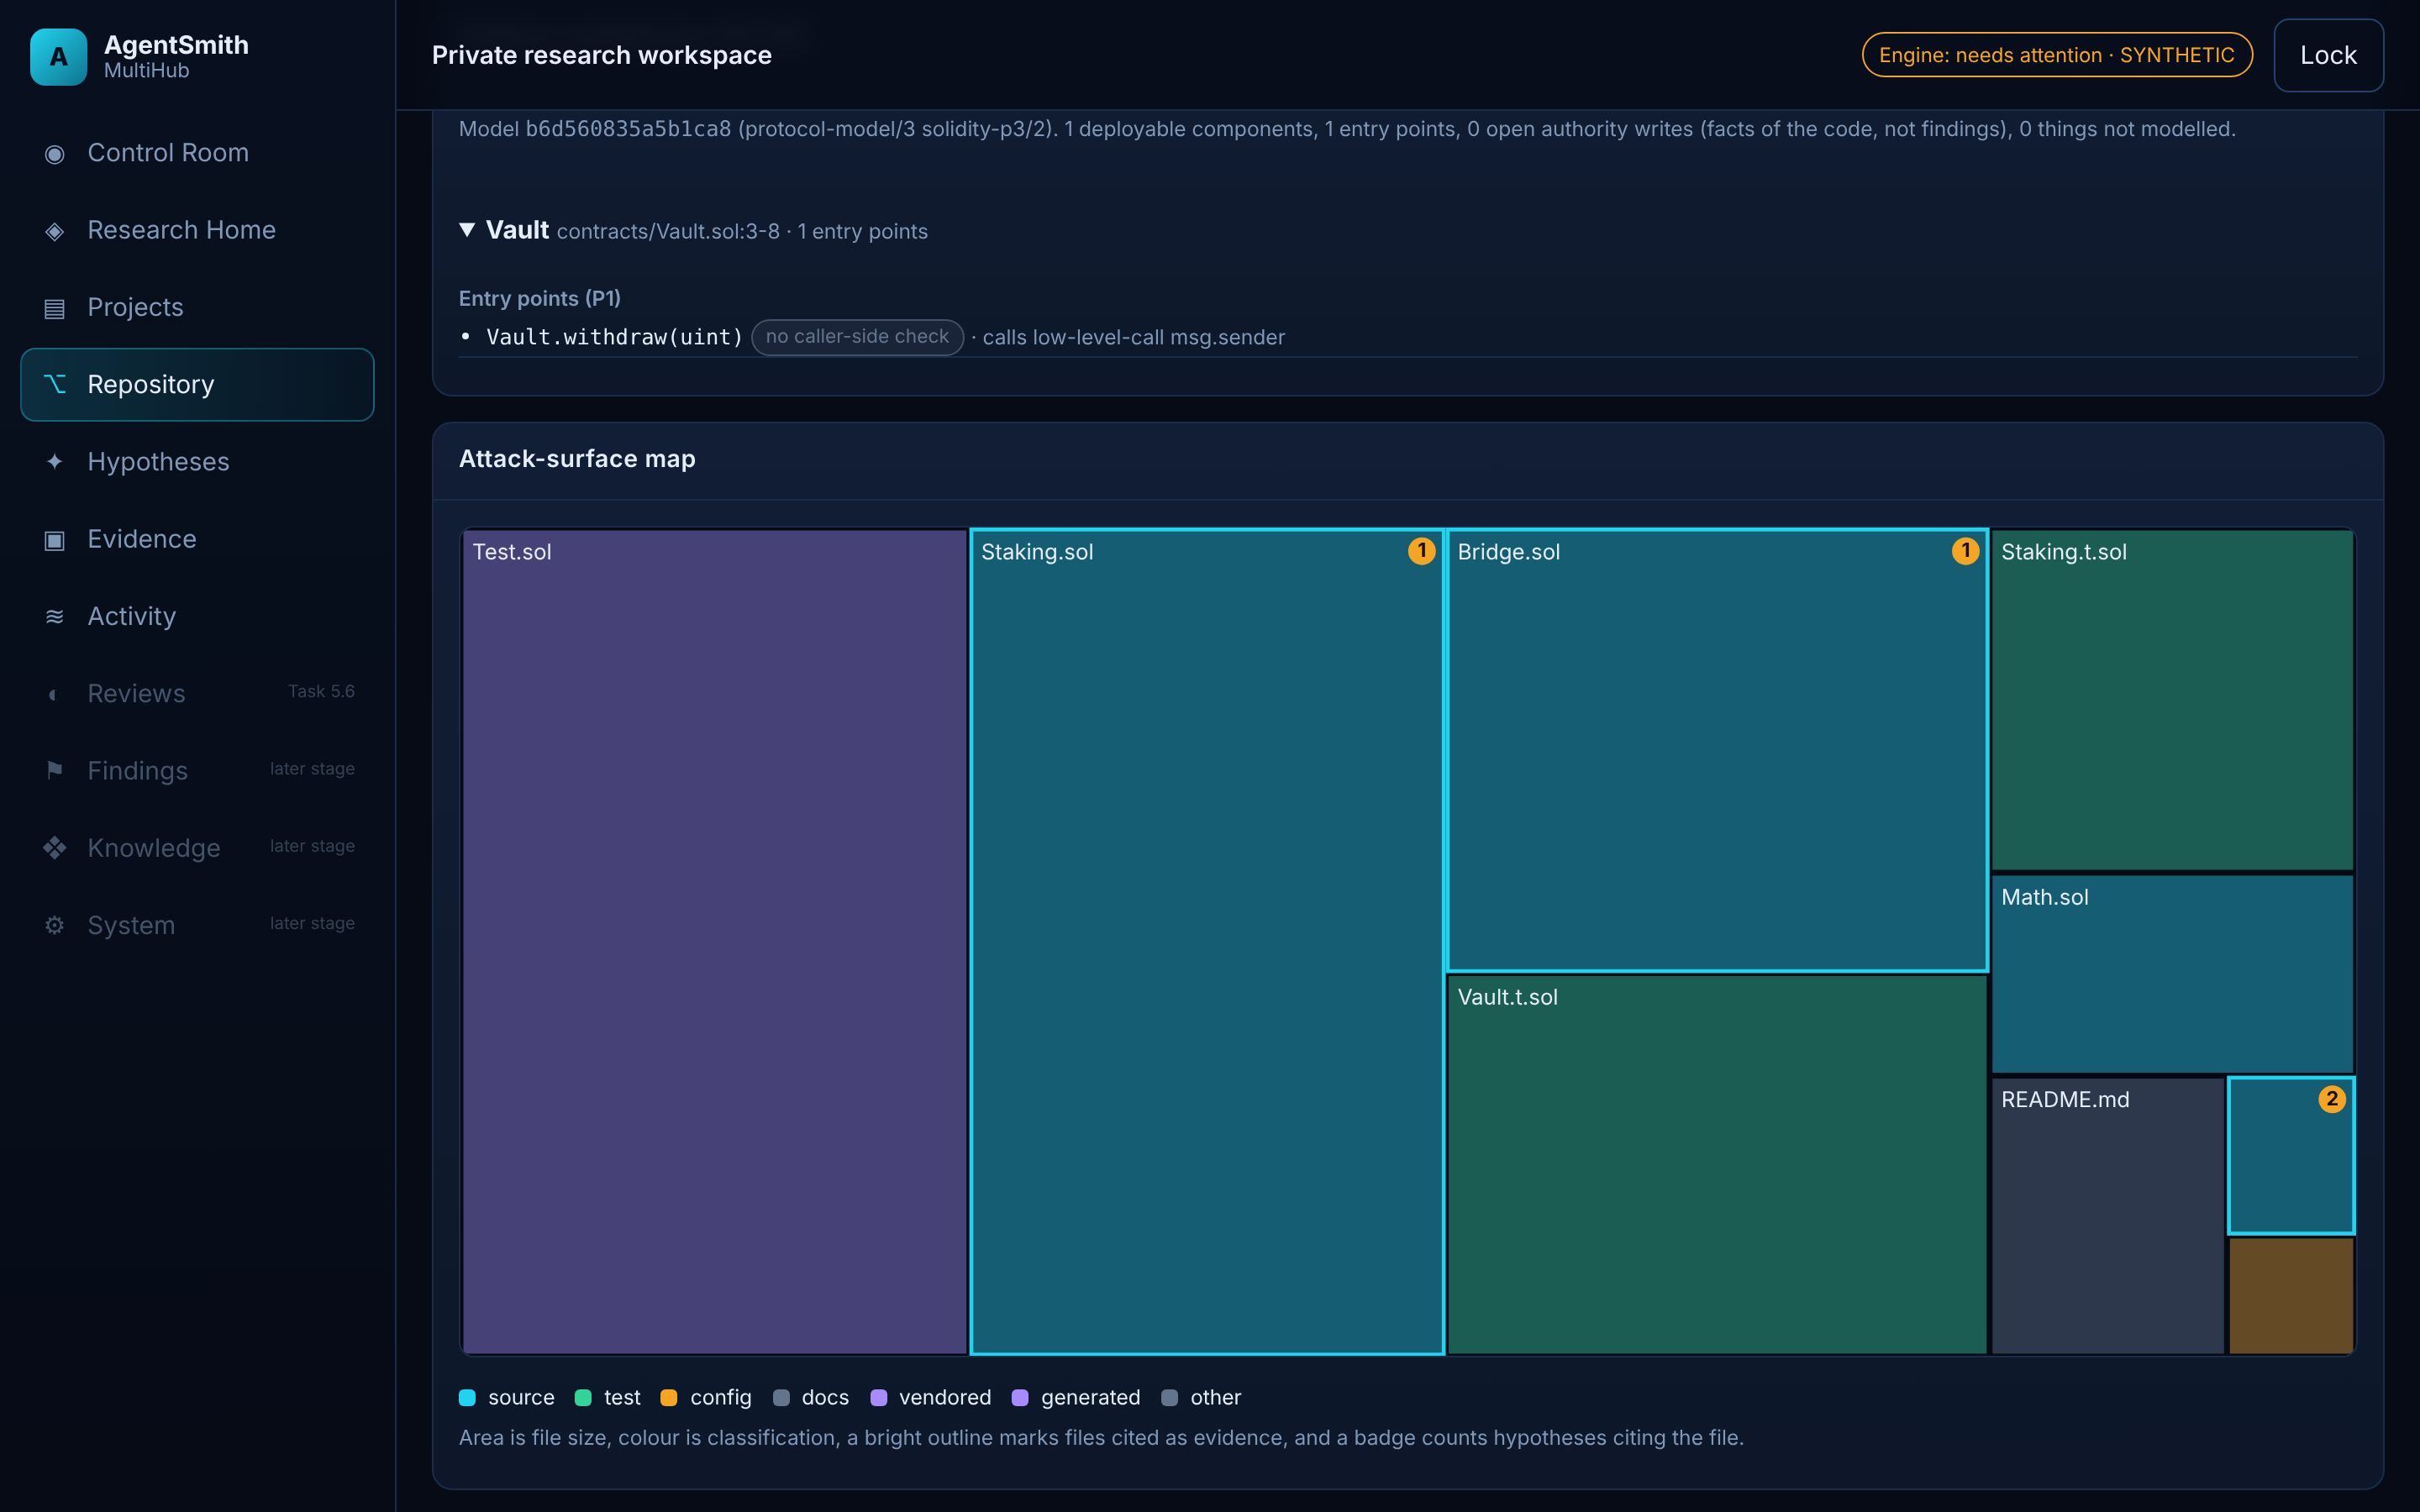 A
AgentSmith
MultiHub
Control Room
Research Home
Projects
Repository
Hypotheses
Evidence
Activity
Reviews Task 5.6
Findings later stage
Knowledge later stage
System later stage
Private research workspace
Engine: needs attention · SYNTHETIC
Lock
Model b6d560835a5b1ca8 (protocol-model/3 solidity-p3/2). 1 deployable components, 1 entry points, 0 open authority writes (facts of the code, not findings), 0 things not modelled.
▼ Vault contracts/Vault.sol:3-8 · 1 entry points
Entry points (P1)
• Vault.withdraw(uint) no caller-side check · calls low-level-call msg.sender
Attack-surface map
Test.sol
Staking.sol 1
Bridge.sol 1
Staking.t.sol
Math.sol
Vault.t.sol
README.md
2
source test config docs vendored generated other
Area is file size, colour is classification, a bright outline marks files cited as evidence, and a badge counts hypotheses citing the file.